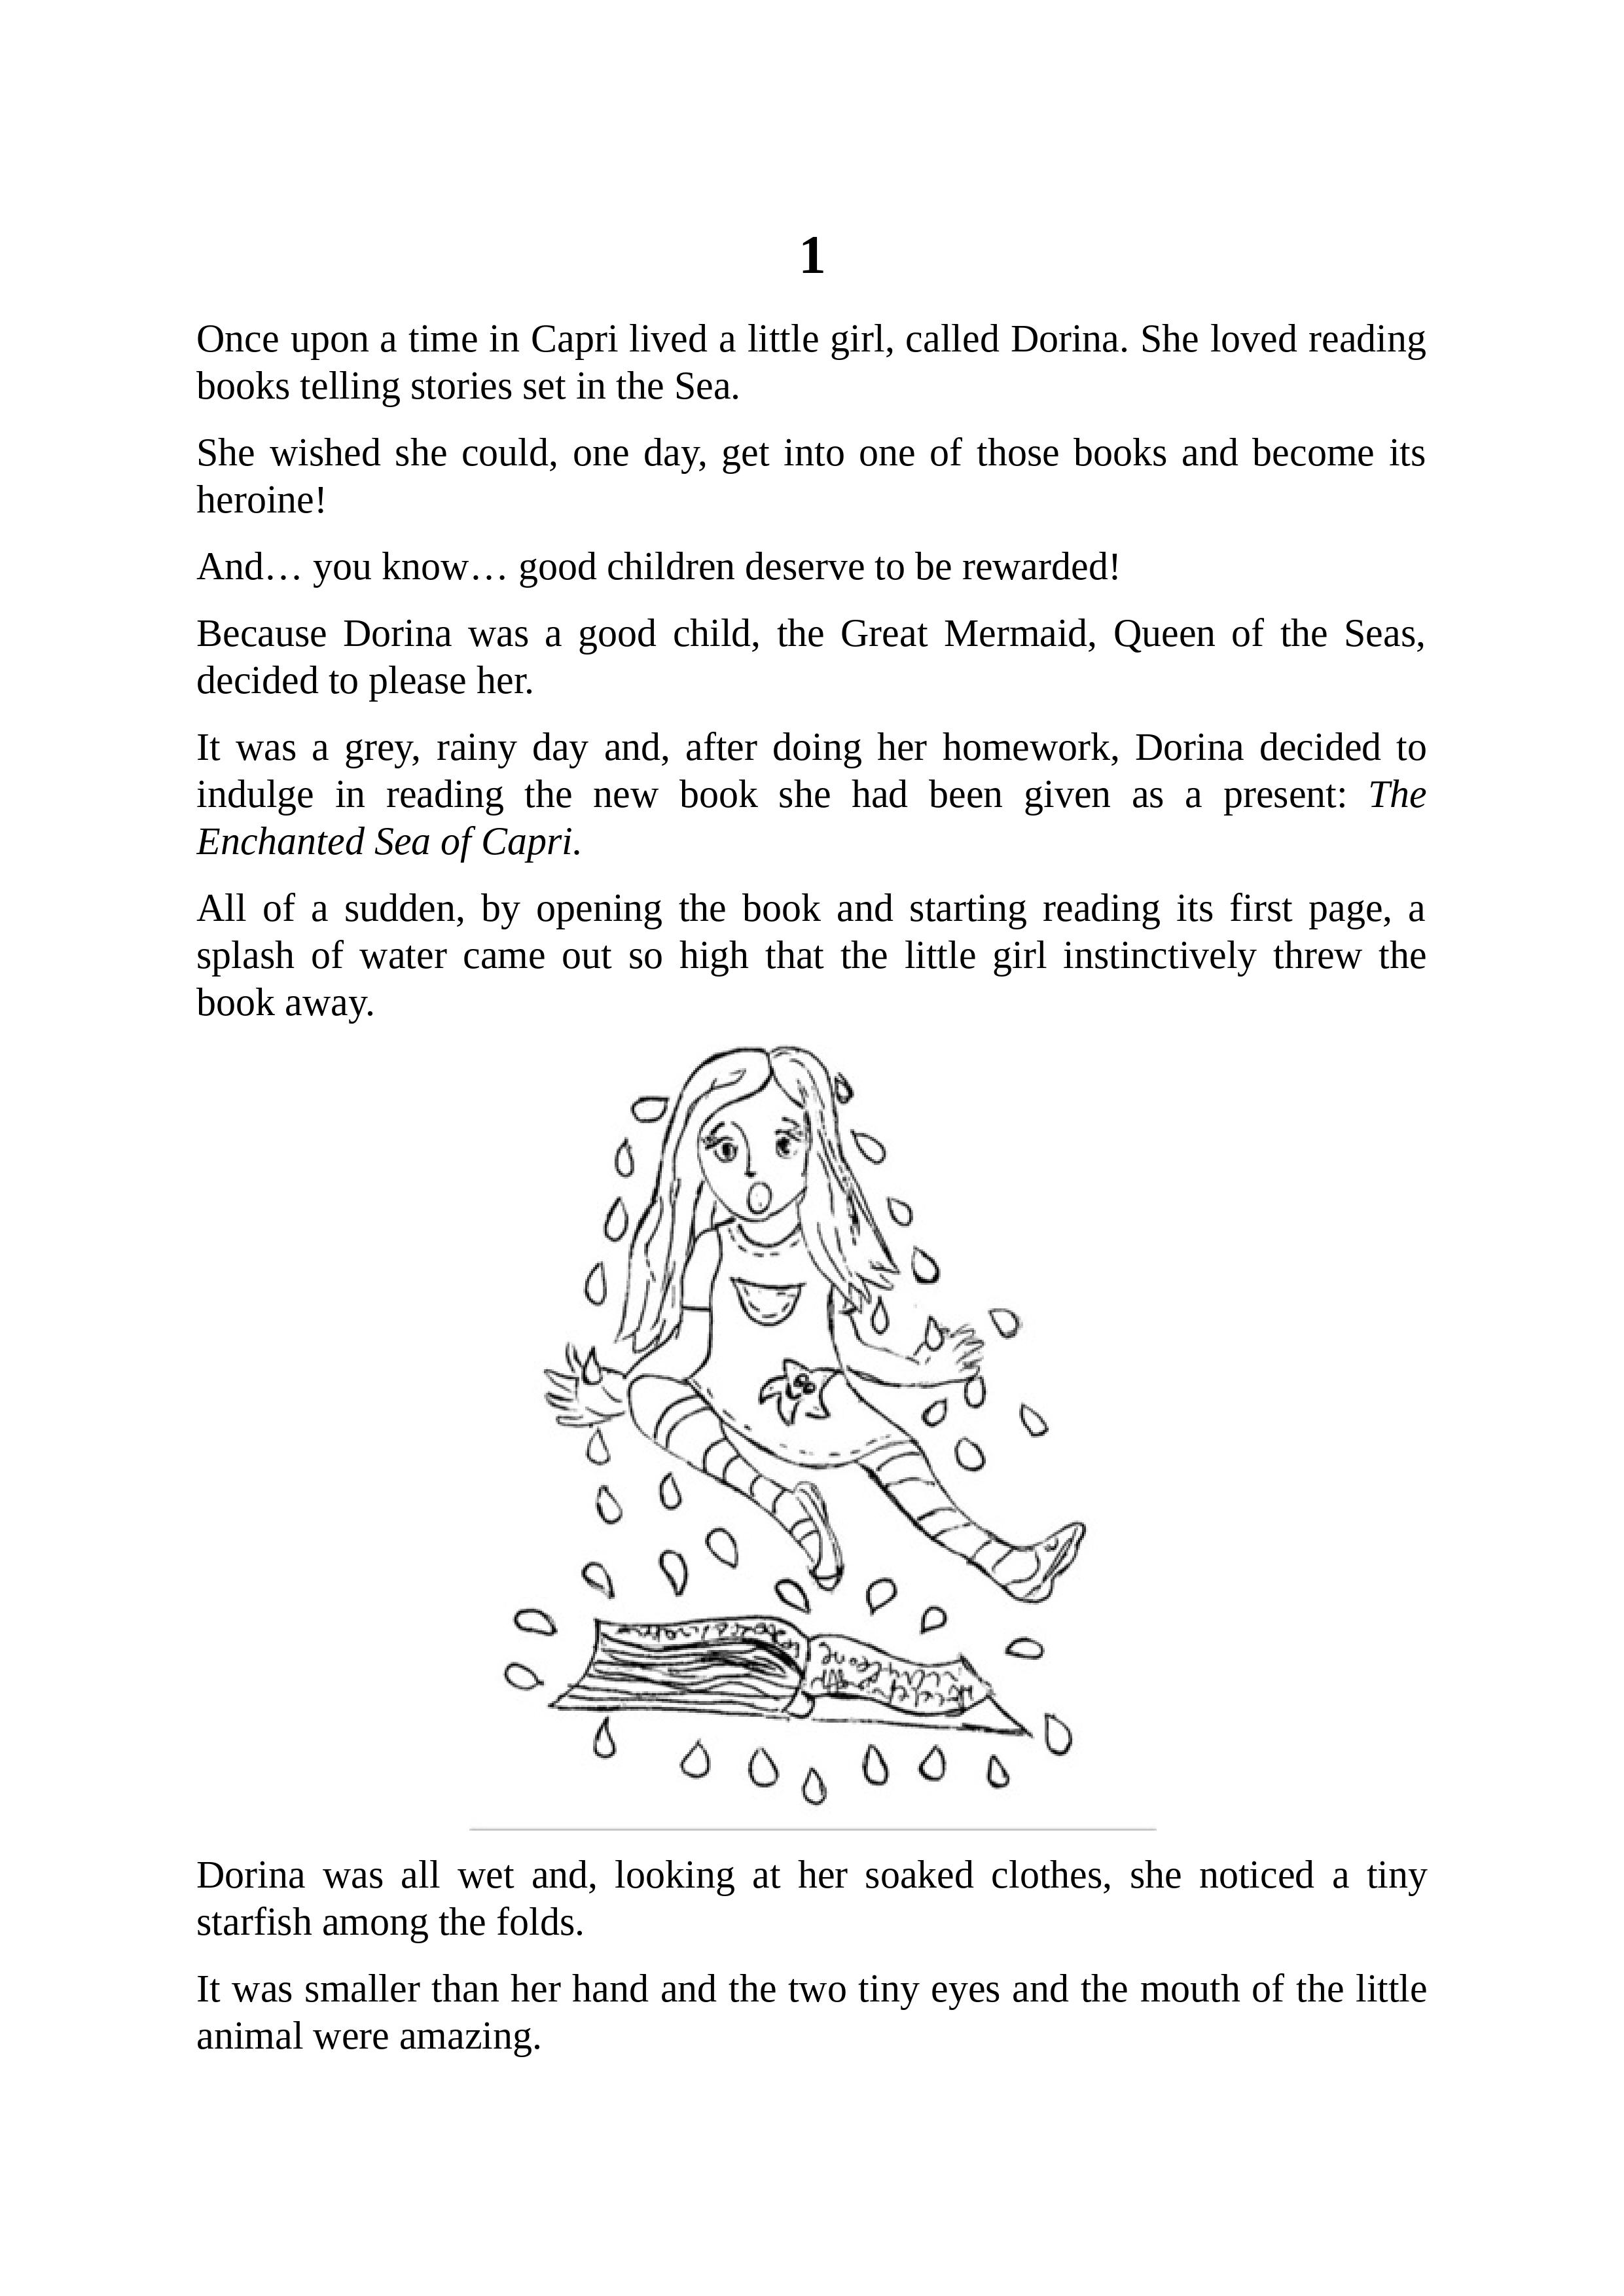 1
Once upon a time in Capri lived a little girl, called Dorina. She loved reading
books telling stories set in the Sea.
She wished she could, one day, get into one of those books and become its
heroine!
And… you know… good children deserve to be rewarded!
Because Dorina was a good child, the Great Mermaid, Queen of the Seas,
decided to please her.
It was a grey, rainy day and, after doing her homework, Dorina decided to
indulge in reading the new book she had been given as a present: The
Enchanted Sea of Capri.
All of a sudden, by opening the book and starting reading its first page, a
splash of water came out so high that the little girl instinctively threw the
book away.
Dorina was all wet and, looking at her soaked clothes, she noticed a tiny
starfish among the folds.
It was smaller than her hand and the two tiny eyes and the mouth of the little
animal were amazing.